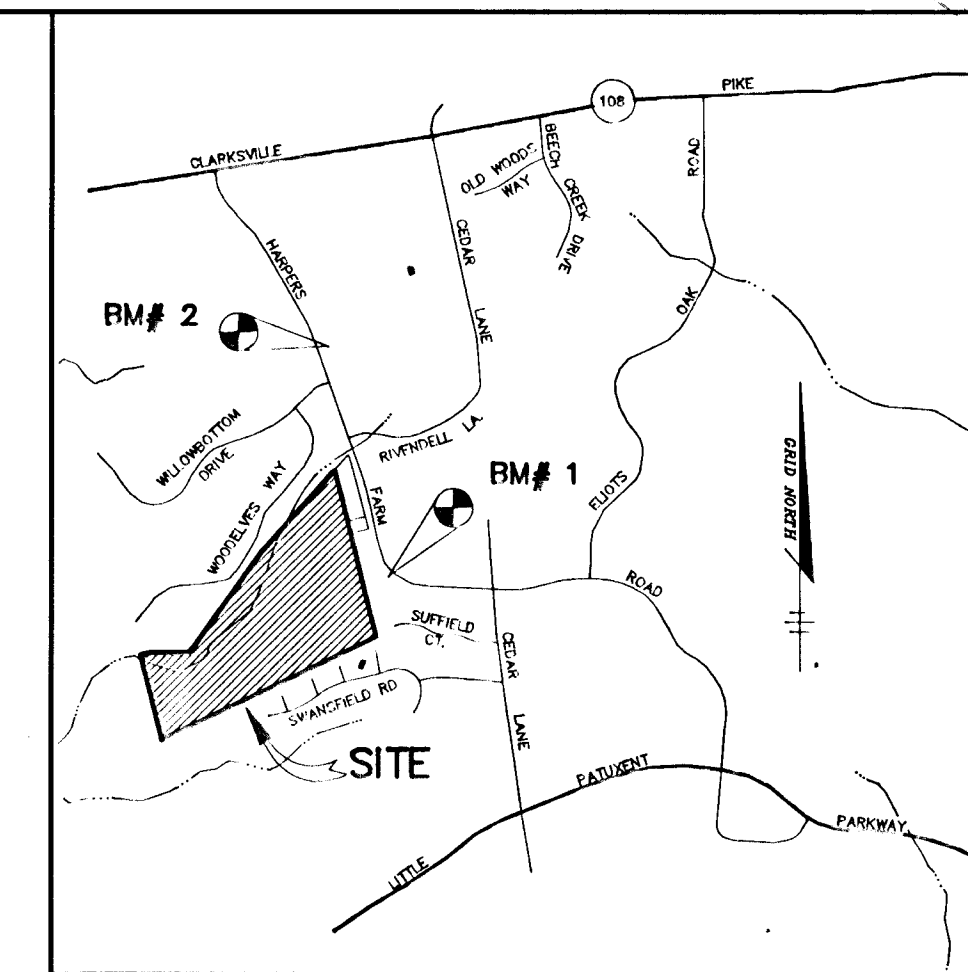 PIKE
108
CLARKSVILLE
BEECH CREEK DRIVE
OLD WOODS
WAY
ROAD
CEDAR LANE
HARPERS
BM# 2
OAK
WILLOWBOTTOM
DRIVE
RIVENDELL LA.
WOODELVES WAY
BM# 1
FARM
ELIOTS
GRID NORTH
ROAD
SUFFIELD
CT.
CEDAR LANE
SWANSFIELD RD
SITE
PATUXENT
PARKWAY
LITTLE